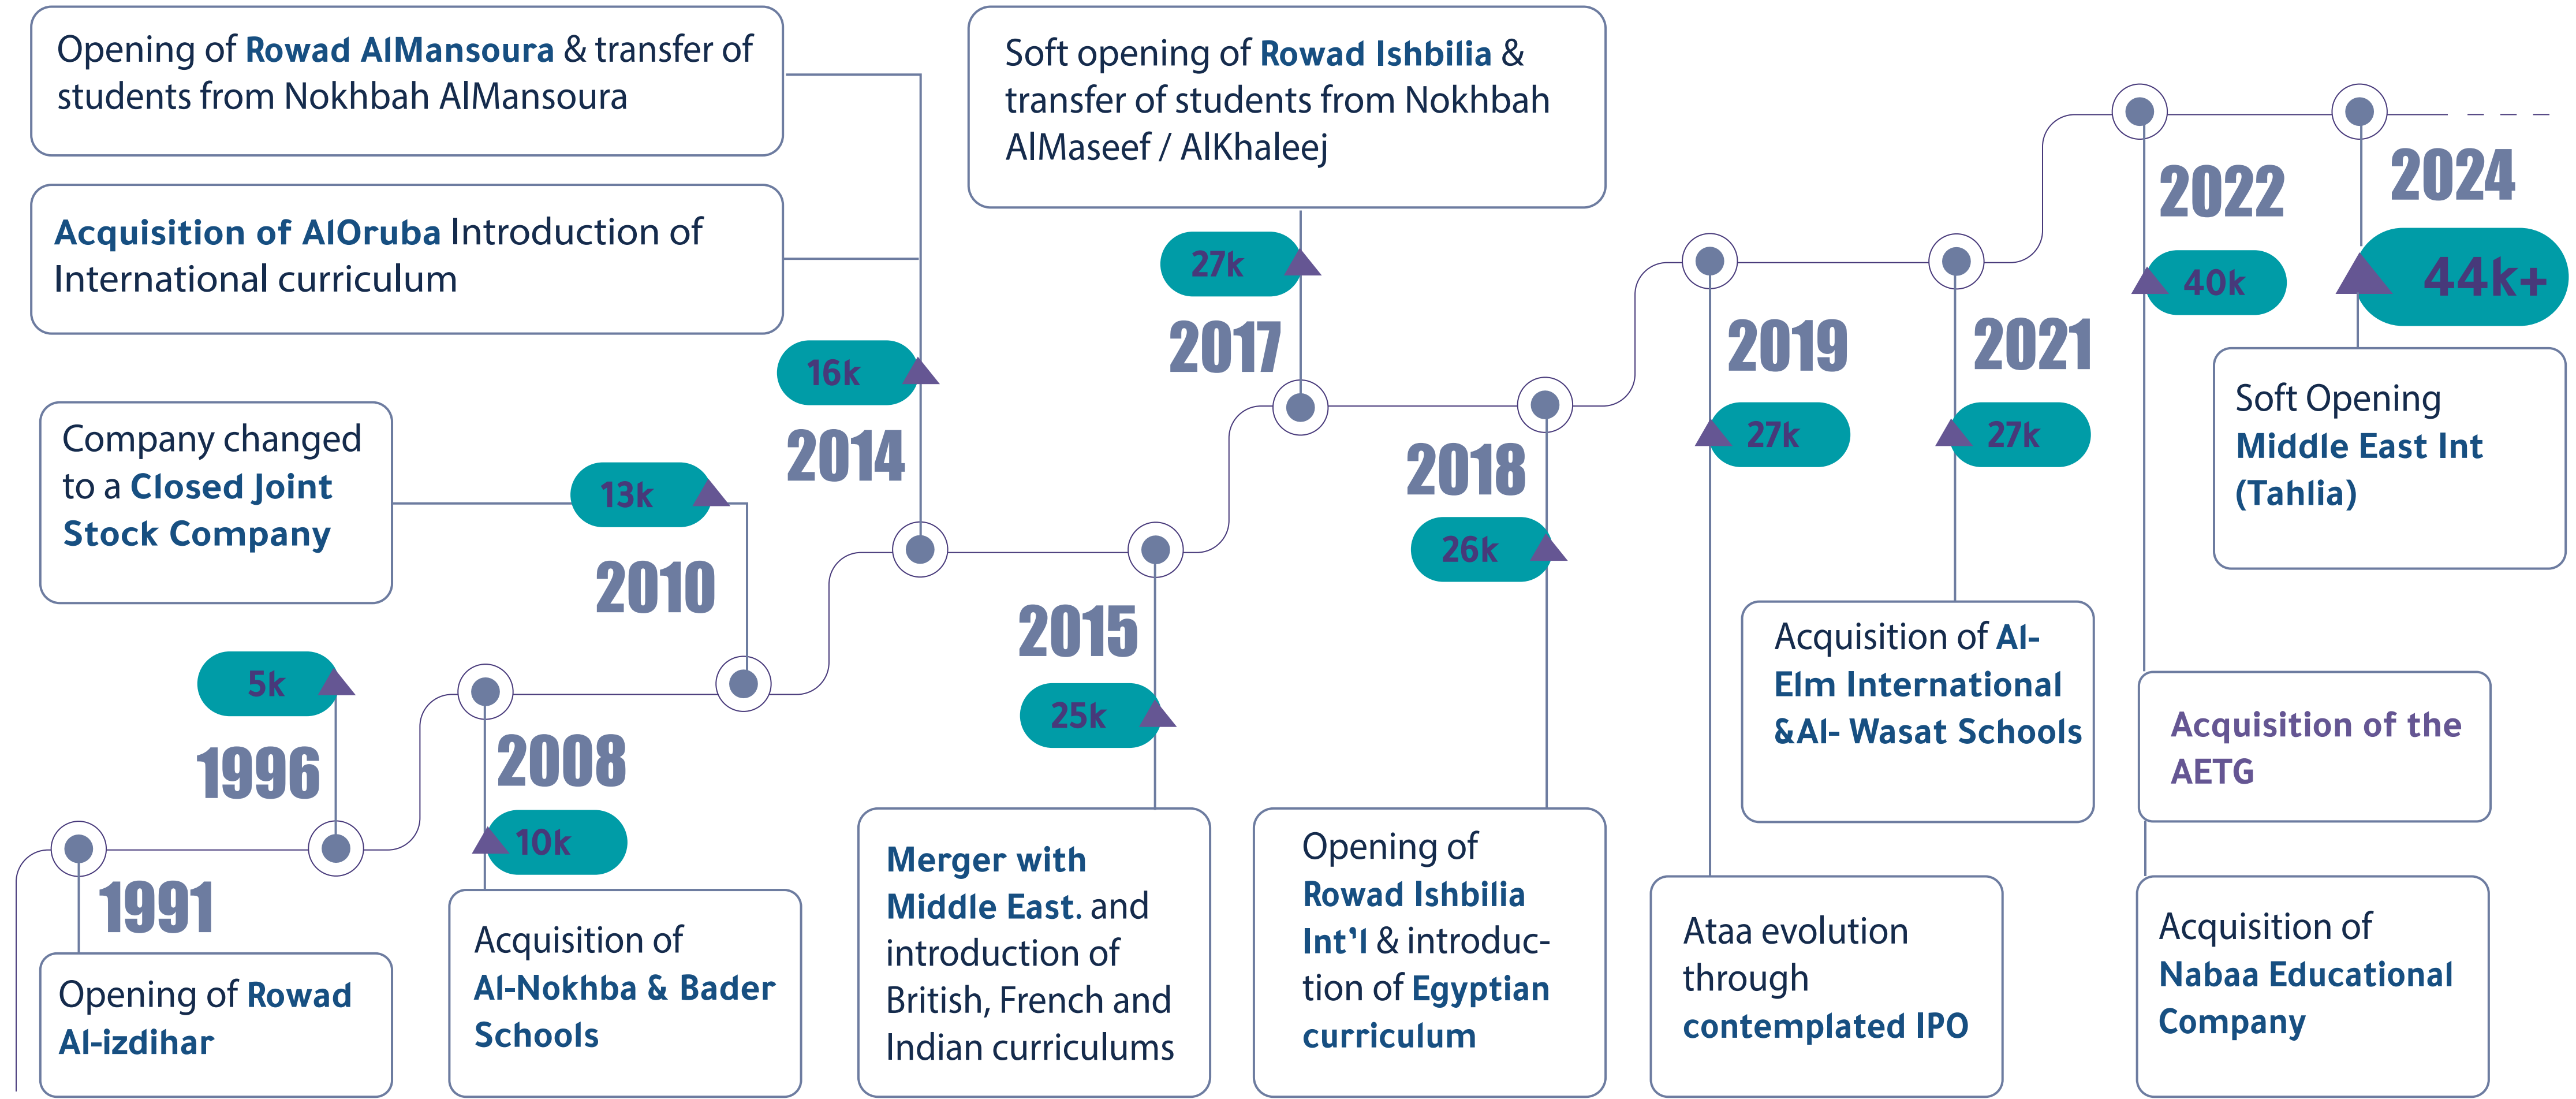 Opening of Rowad AlMansoura & transfer of
students from Nokhbah AlMansoura
Acquisition of AlOruba Introduction of
International curriculum
Company changed
to a Closed Joint
Stock Company
Soft opening of Rowad Ishbilia &
transfer of students from Nokhbah
AlMaseef / AlKhaleej
1991
Opening of Rowad
Al-izdihar
5k
1996
2008
10k
Acquisition of
Al-Nokhba & Bader
Schools
13k
2010
16k
2014
2015
25k
Merger with
Middle East. and
introduction of
British, French and
Indian curriculums
27k
2017
2018
26k
Opening of
Rowad Ishbilia
Int'l & introduc-
tion of Egyptian
curriculum
2019
27k
Ataa evolution
through
contemplated IPO
2021
27k
Acquisition of Al-
Elm International
&Al- Wasat Schools
2022
40k
Acquisition of the
AETG
Acquisition of
Nabaa Educational
Company
2024
44k+
Soft Opening
Middle East Int
(Tahlia)